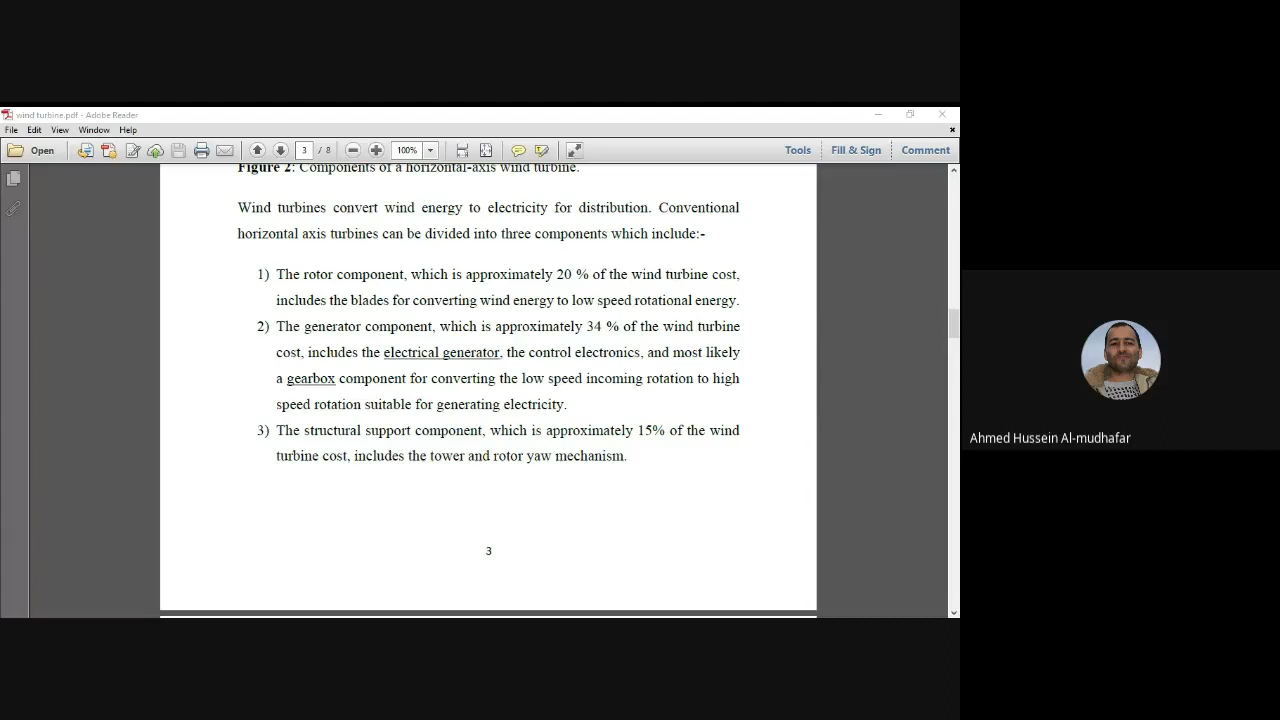 wind turbine.pdf - Adobe Reader
File Edit View Window Help
Open 3 / 8 100% Tools Fill & Sign Comment
Figure 2: Components of a horizontal-axis wind turbine.
Wind turbines convert wind energy to electricity for distribution. Conventional
horizontal axis turbines can be divided into three components which include:-
1) The rotor component, which is approximately 20 % of the wind turbine cost,
includes the blades for converting wind energy to low speed rotational energy.
2) The generator component, which is approximately 34 % of the wind turbine
cost, includes the electrical generator, the control electronics, and most likely
a gearbox component for converting the low speed incoming rotation to high
speed rotation suitable for generating electricity.
3) The structural support component, which is approximately 15% of the wind
turbine cost, includes the tower and rotor yaw mechanism.
3
Ahmed Hussein Al-mudhafar